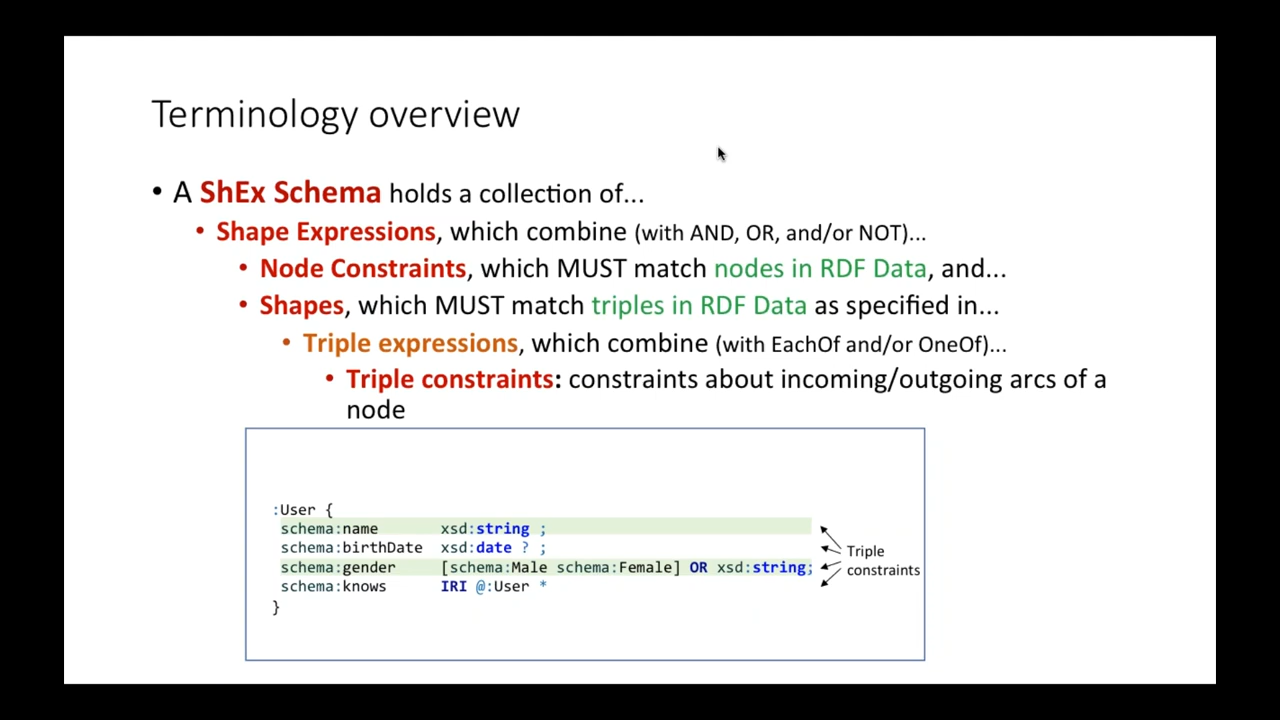 Terminology overview
• A ShEx Schema holds a collection of...
• Shape Expressions, which combine (with AND, OR, and/or NOT)...
• Node Constraints, which MUST match nodes in RDF Data, and...
• Shapes, which MUST match triples in RDF Data as specified in...
• Triple expressions, which combine (with EachOf and/or OneOf)...
• Triple constraints: constraints about incoming/outgoing arcs of a
node
:User {
schema:name xsd:string ;
schema:birthDate xsd:date ? ;
schema:gender [schema:Male schema:Female] OR xsd:string;
schema:knows IRI @:User *
}
Triple
constraints